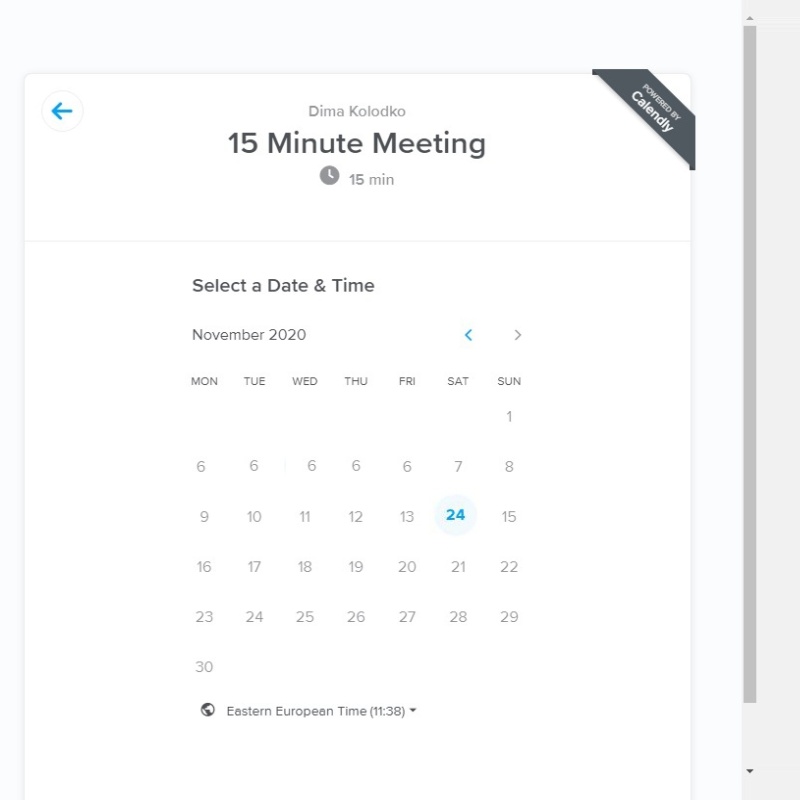 POWERED BY
Calendly
Dima Kolodko
15 Minute Meeting
15 min
Select a Date & Time
November 2020
MON TUE WED THU FRI SAT SUN
1
6 6 6 6 6 7 8
9 10 11 12 13 24 15
16 17 18 19 20 21 22
23 24 25 26 27 28 29
30
Eastern European Time (11:38)